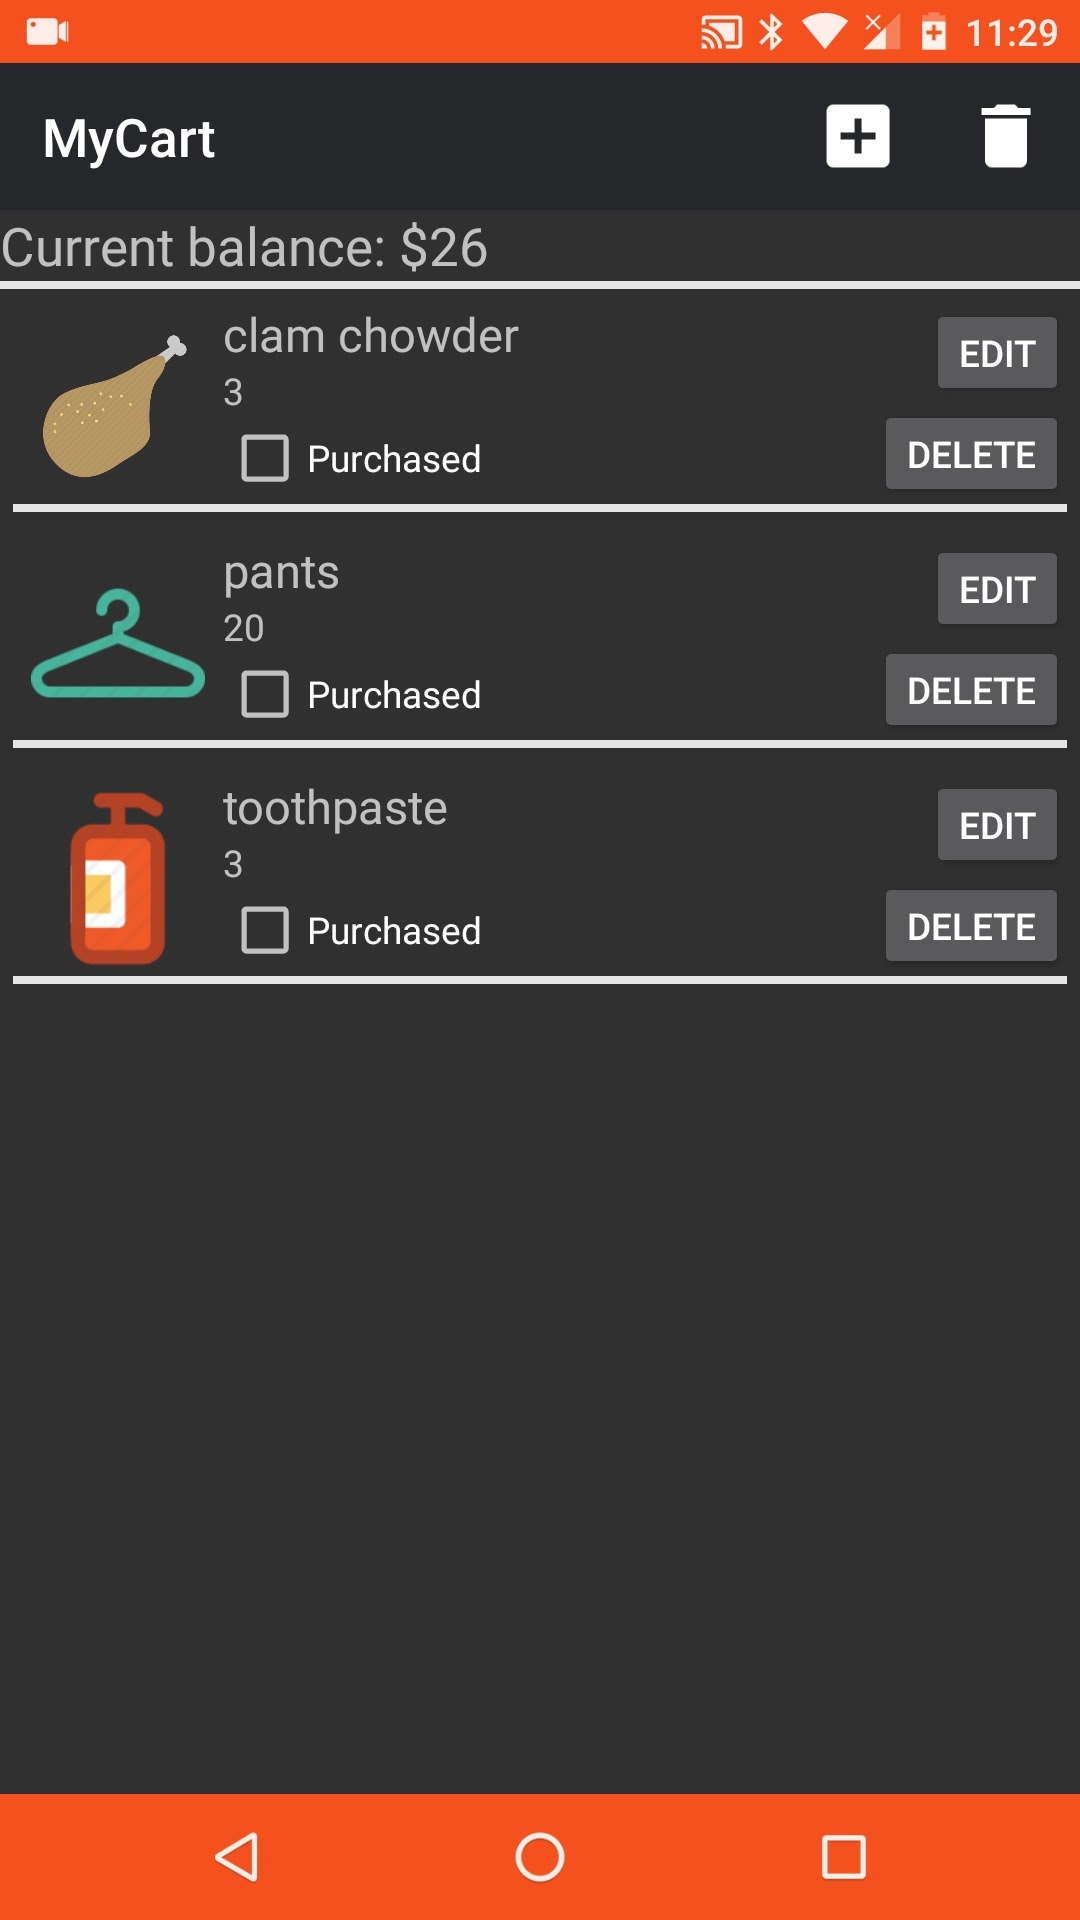 11:29
MyCart
Current balance: $26
clam chowder
EDIT
3
Purchased
DELETE
pants
EDIT
20
Purchased
DELETE
toothpaste
EDIT
3
Purchased
DELETE